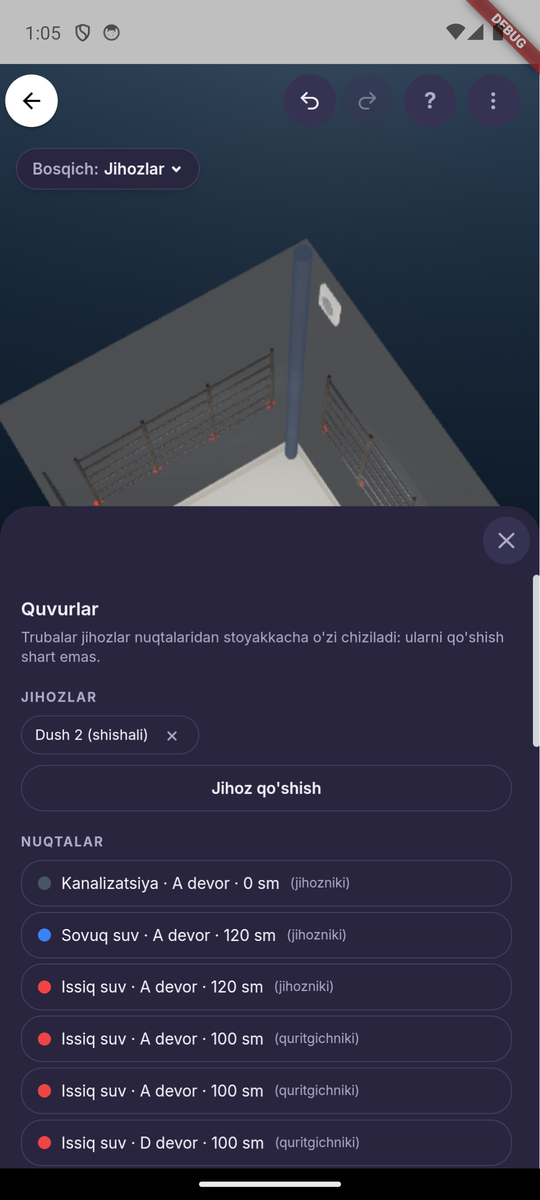 1:05
DEBUG
?
Bosqich: Jihozlar
Quvurlar
Trubalar jihozlar nuqtalaridan stoyakkacha o'zi chiziladi: ularni qo'shish
shart emas.
JIHOZLAR
Dush 2 (shishali)
Jihoz qo'shish
NUQTALAR
Kanalizatsiya · A devor · 0 sm (jihozniki)
Sovuq suv · A devor · 120 sm (jihozniki)
Issiq suv · A devor · 120 sm (jihozniki)
Issiq suv · A devor · 100 sm (quritgichniki)
Issiq suv · A devor · 100 sm (quritgichniki)
Issiq suv · D devor · 100 sm (quritgichniki)